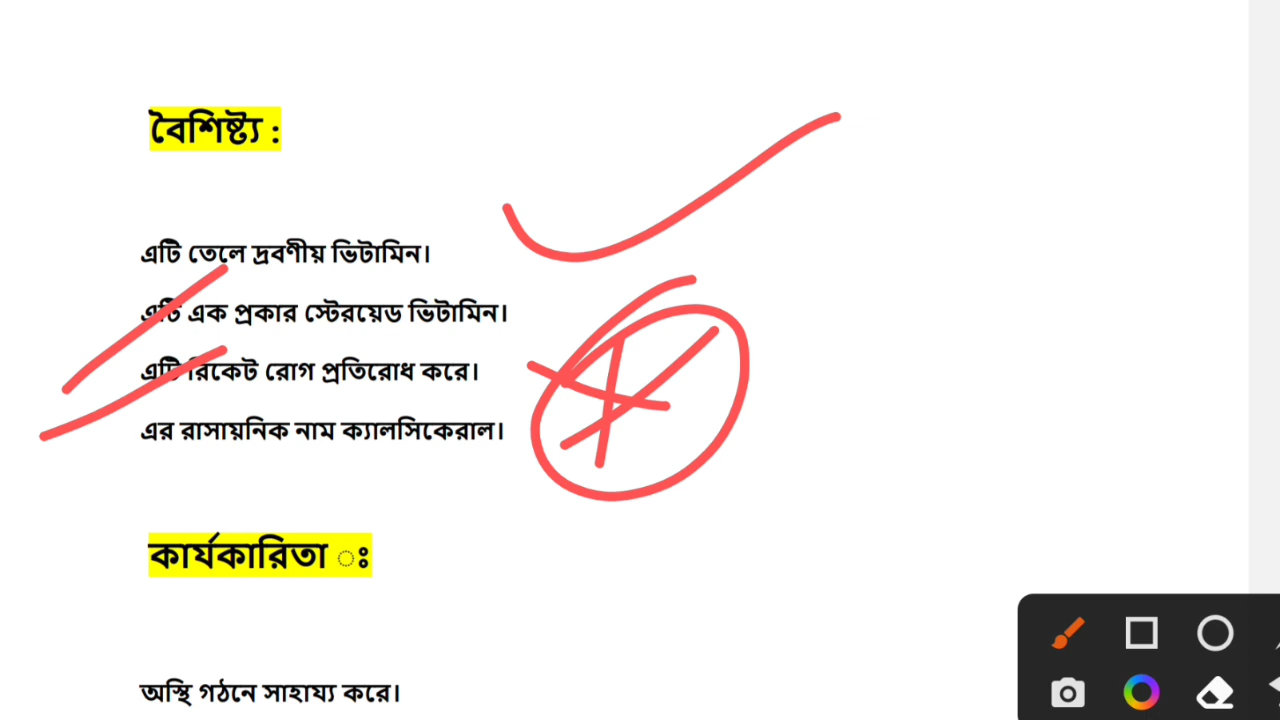 বৈশিষ্ট্য :
এটি তেলে দ্রবণীয় ভিটামিন।
এটি এক প্রকার স্টেরয়েড ভিটামিন।
এটি রিকেট রোগ প্রতিরোধ করে।
এর রাসায়নিক নাম ক্যালসিকেরাল।
কার্যকারিতা ঃ
অস্থি গঠনে সাহায্য করে।